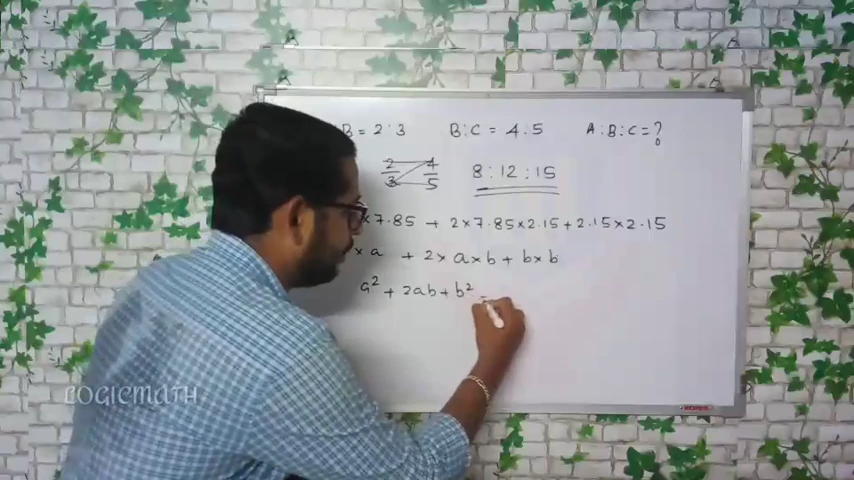 B = 2:3 B:C = 4:5 A:B:C=?
2 4
3 5
8:12:15
×7.85 + 2×7.85×2.15+2.15×2.15
×a + 2×a×b+b×b
a²+2ab+b²
LOGICMATH